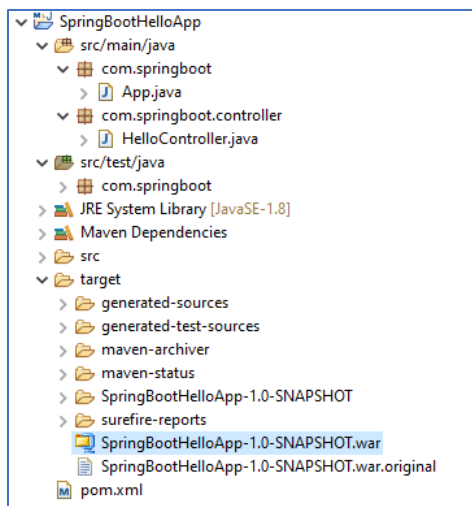 SpringBootHelloApp
src/main/java
com.springboot
App.java
com.springboot.controller
HelloController.java
src/test/java
com.springboot
JRE System Library [JavaSE-1.8]
Maven Dependencies
src
target
generated-sources
generated-test-sources
maven-archiver
maven-status
SpringBootHelloApp-1.0-SNAPSHOT
surefire-reports
SpringBootHelloApp-1.0-SNAPSHOT.war
SpringBootHelloApp-1.0-SNAPSHOT.war.original
pom.xml